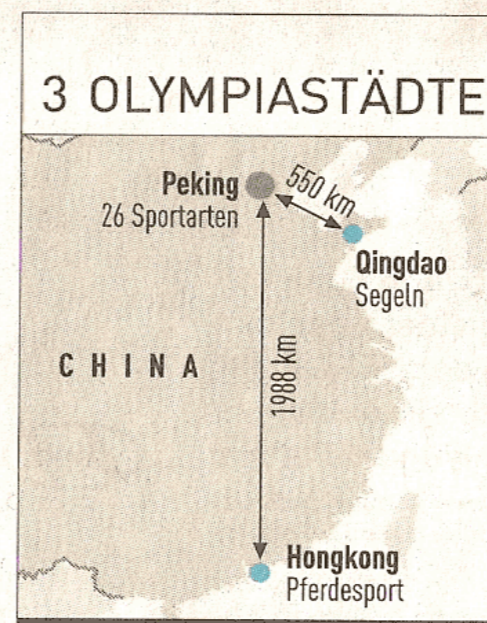 3 OLYMPIASTÄDTE
Peking
26 Sportarten
550 km
Qingdao
Segeln
CHINA
1988 km
Hongkong
Pferdesport